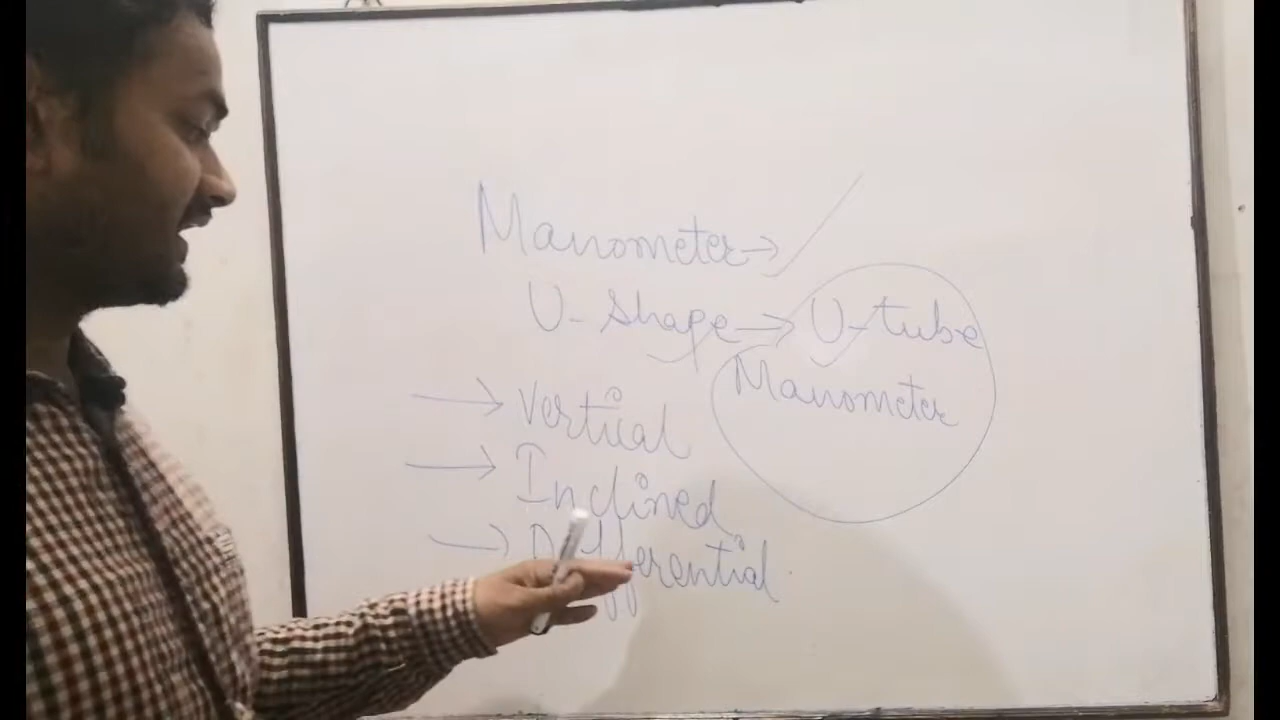 Manometer →
U-Shape → U-tube
Manometer
→ Vertical
→ Inclined
→ Differential